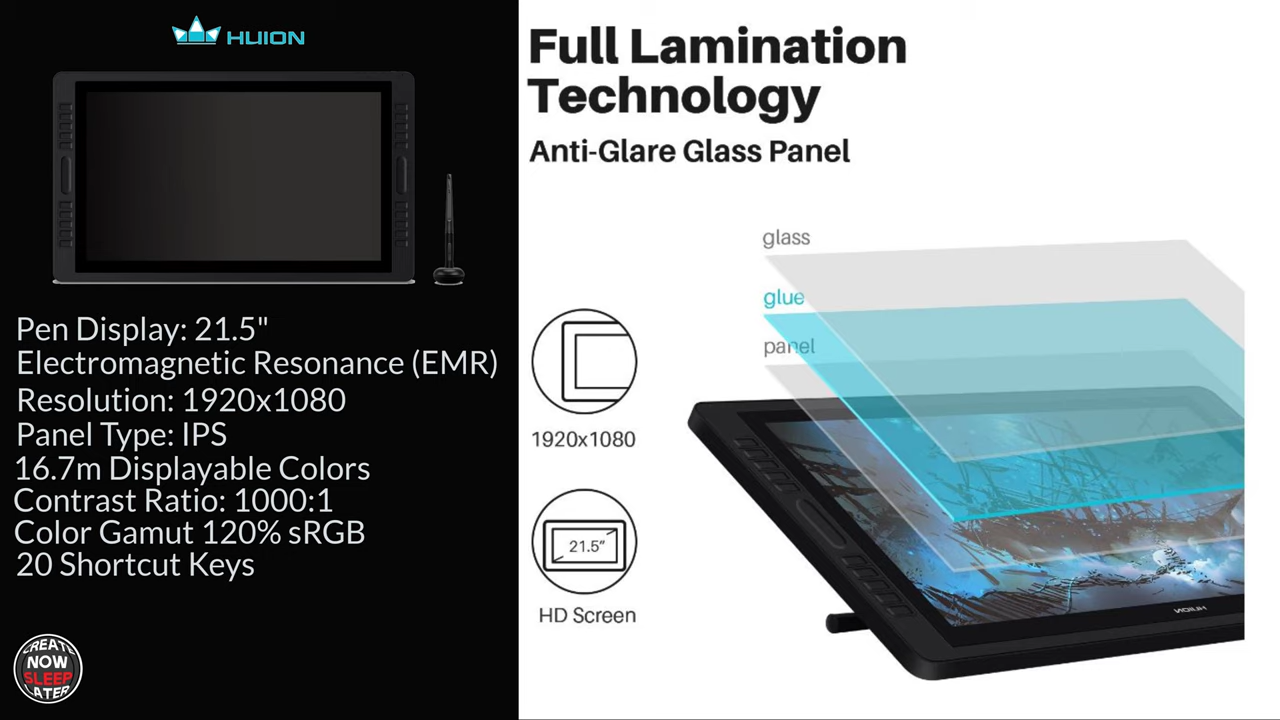 HUION
Pen Display: 21.5"
Electromagnetic Resonance (EMR)
Resolution: 1920x1080
Panel Type: IPS
16.7m Displayable Colors
Contrast Ratio: 1000:1
Color Gamut 120% sRGB
20 Shortcut Keys
CREATE
NOW
SLEEP
LATER
Full Lamination
Technology
Anti-Glare Glass Panel
glass
glue
panel
1920x1080
21.5"
HD Screen
HUION